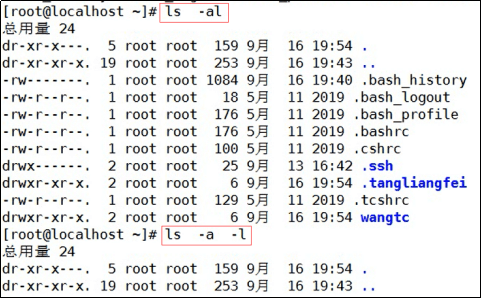 [root@localhost ~]# ls -al
总用量 24
dr-xr-x---. 5 root root 159 9月 16 19:54 .
dr-xr-xr-x. 19 root root 253 9月 16 19:43 ..
-rw-------. 1 root root 1084 9月 16 19:40 .bash_history
-rw-r--r--. 1 root root 18 5月 11 2019 .bash_logout
-rw-r--r--. 1 root root 176 5月 11 2019 .bash_profile
-rw-r--r--. 1 root root 176 5月 11 2019 .bashrc
-rw-r--r--. 1 root root 100 5月 11 2019 .cshrc
drwx------. 2 root root 25 9月 13 16:42 .ssh
drwxr-xr-x. 2 root root 6 9月 16 19:54 .tangliangfei
-rw-r--r--. 1 root root 129 5月 11 2019 .tcshrc
drwxr-xr-x. 2 root root 6 9月 16 19:54 wangtc
[root@localhost ~]# ls -a -l
总用量 24
dr-xr-x---. 5 root root 159 9月 16 19:54 .
dr-xr-xr-x. 19 root root 253 9月 16 19:43 ..